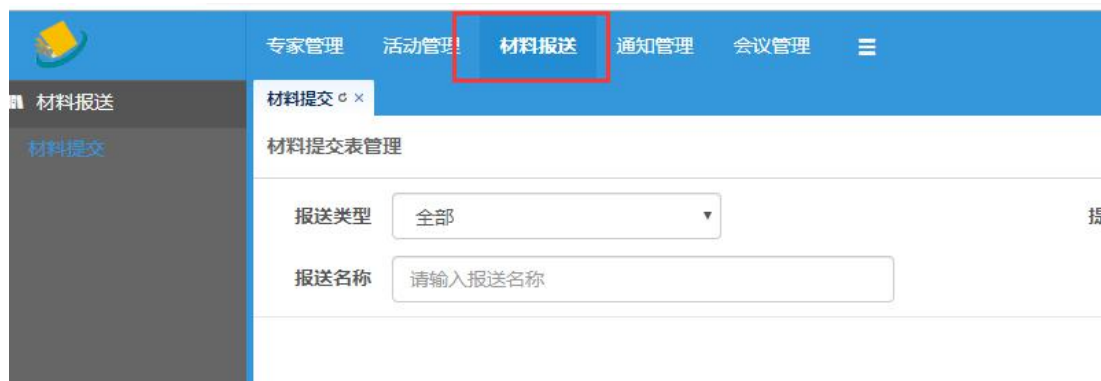 专家管理 活动管理 材料报送 通知管理 会议管理
材料报送
材料提交
材料提交
材料提交表管理
报送类型 全部 提
报送名称 请输入报送名称